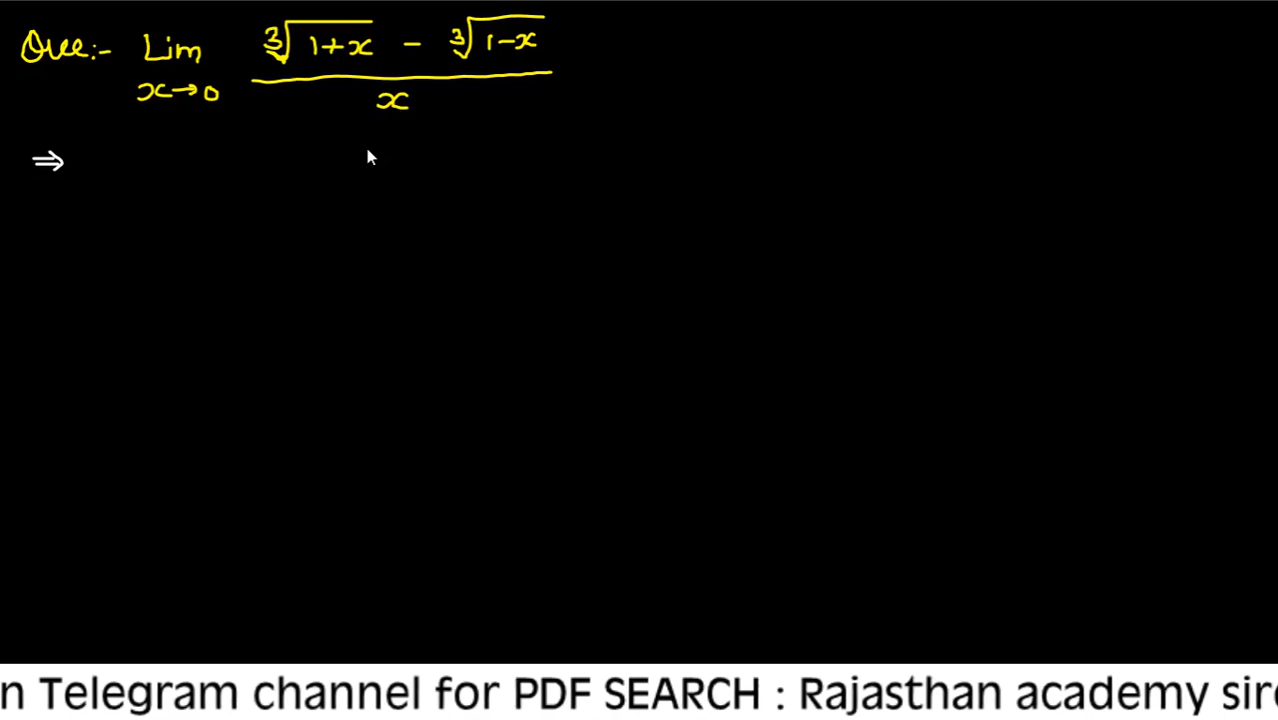 Que:- Lim x→0 ∛(1+x) - ∛(1-x) / x
⇒
n Telegram channel for PDF SEARCH : Rajasthan academy sir